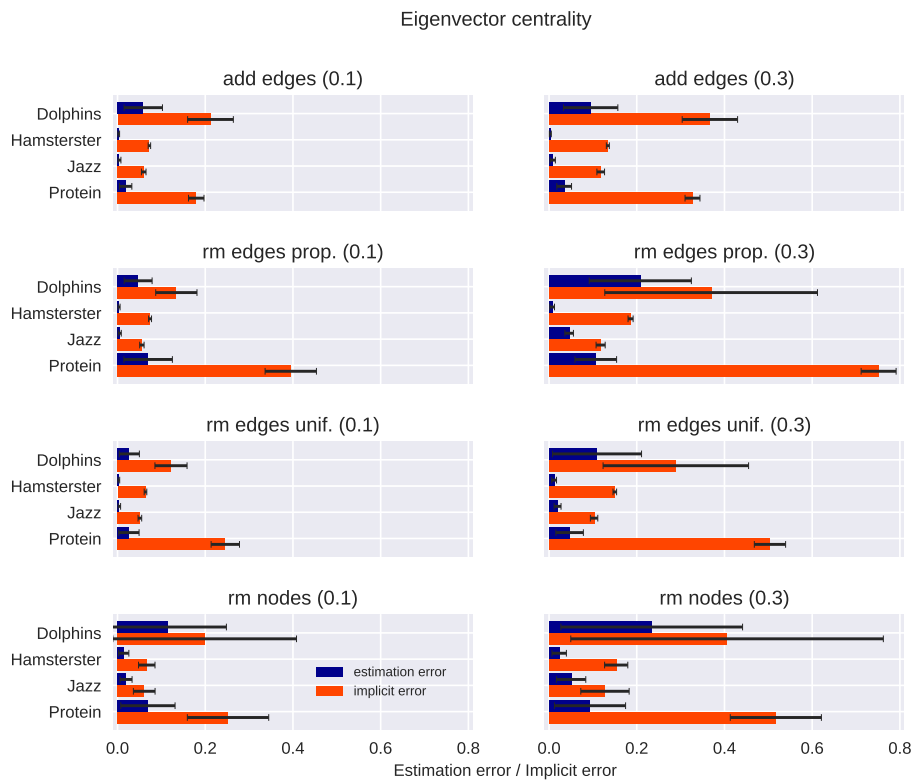 Eigenvector centrality
add edges (0.1)
add edges (0.3)
Dolphins
Hamsterster
Jazz
Protein
rm edges prop. (0.1)
rm edges prop. (0.3)
Dolphins
Hamsterster
Jazz
Protein
rm edges unif. (0.1)
rm edges unif. (0.3)
Dolphins
Hamsterster
Jazz
Protein
rm nodes (0.1)
rm nodes (0.3)
Dolphins
Hamsterster
Jazz
Protein
estimation error
implicit error
0.0 0.2 0.4 0.6 0.8
0.0 0.2 0.4 0.6 0.8
Estimation error / Implicit error